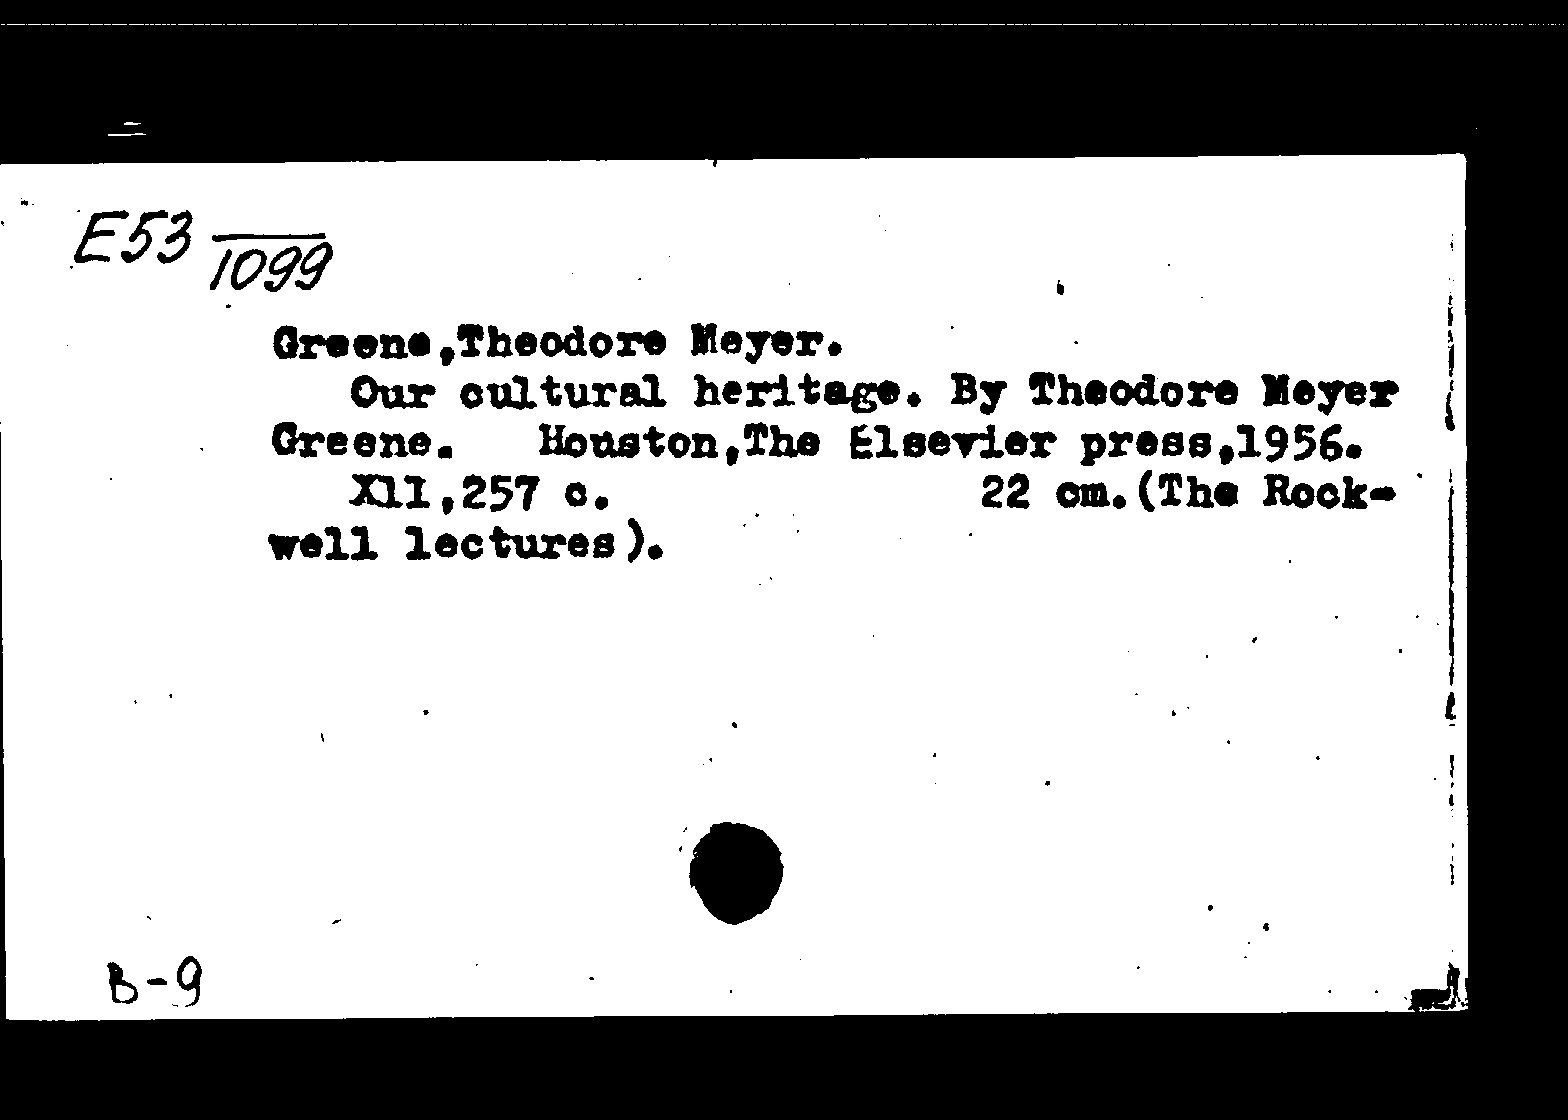 E53 1099
Greene,Theodore Meyer.
Our cultural heritage. By Theodore Meyer
Greene. Houston,The Elsevier press,1956.
X11,257 c. 22 cm.(The Rock-
well lectures).
B-9